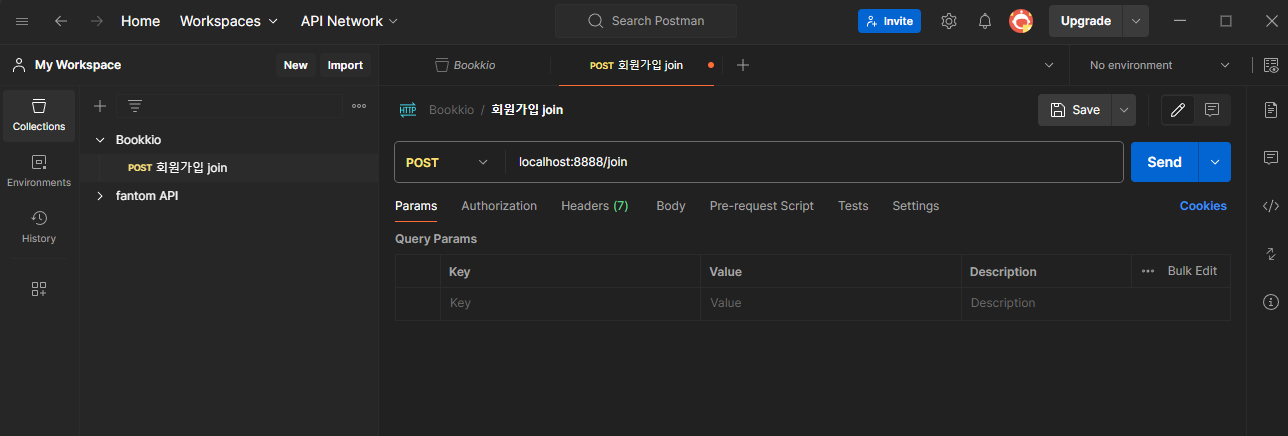 Home Workspaces API Network Search Postman Invite Upgrade
My Workspace New Import Bookkio POST 회원가입 join No environment
Collections
Environments
History
Bookkio
POST 회원가입 join
fantom API
HTTP Bookkio / 회원가입 join Save
POST localhost:8888/join Send
Params Authorization Headers (7) Body Pre-request Script Tests Settings Cookies
Query Params
Key Value Description Bulk Edit
Key Value Description